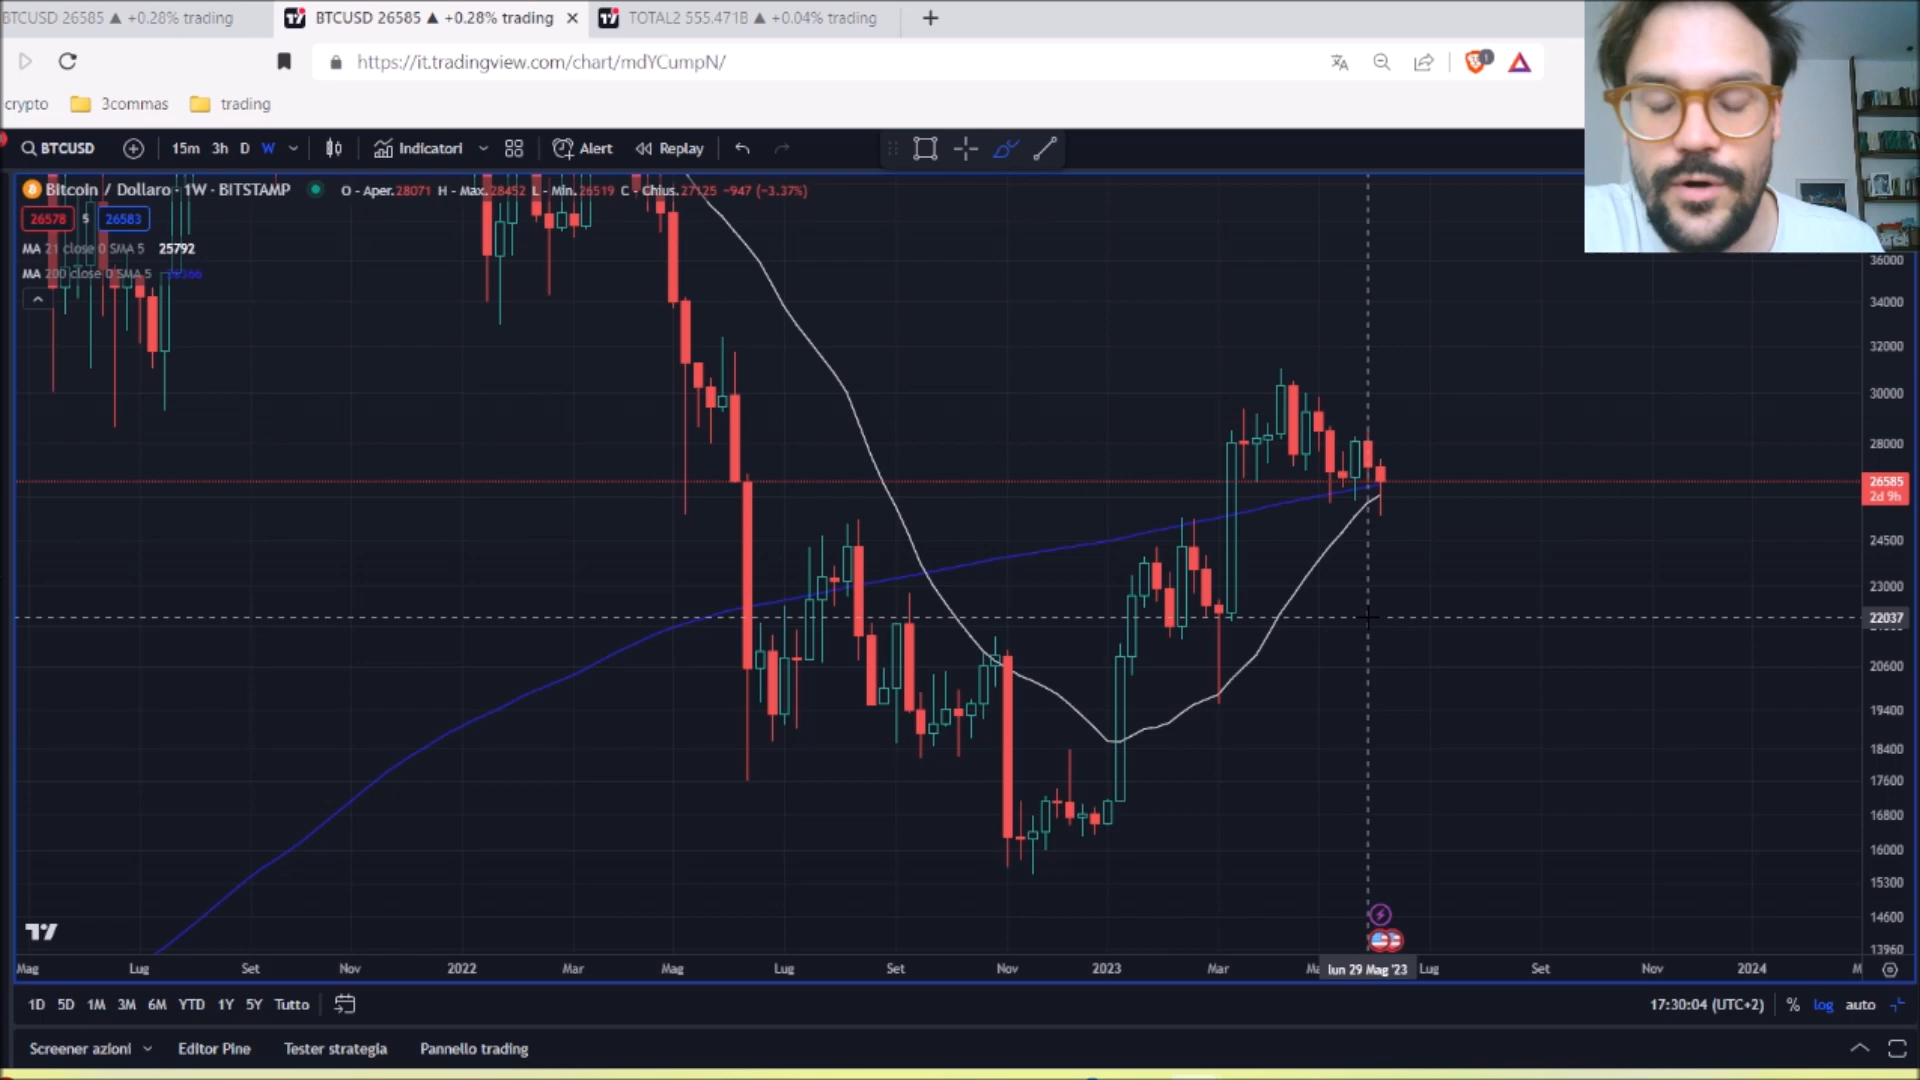 BTCUSD 26585 ▲ +0.28% trading
BTCUSD 26585 ▲ +0.28% trading
TOTAL2 555.471B ▲ +0.04% trading
https://it.tradingview.com/chart/mdYCumpN/
1
crypto 3commas trading
BTCUSD 15m 3h D W Indicatori Alert Replay
Bitcoin / Dollaro · 1W · BITSTAMP O - Aper.28071 H - Max.28452 L - Min.26519 C - Chius.27125 −947 (−3.37%)
26578 5 26583
MA 21 close 0 SMA 5 25792
MA 200 close 0 SMA 5
36000
34000
32000
30000
28000
26585
2d 9h
24500
23000
22037
20600
19400
18400
17600
16800
16000
15300
14600
13960
Mag Lug Set Nov 2022 Mar Mag Lug Set Nov 2023 Mar lun 29 Mag '23 Lug Set Nov 2024
1D 5D 1M 3M 6M YTD 1Y 5Y Tutto 17:30:04 (UTC+2) % log auto
Screener azioni Editor Pine Tester strategia Pannello trading